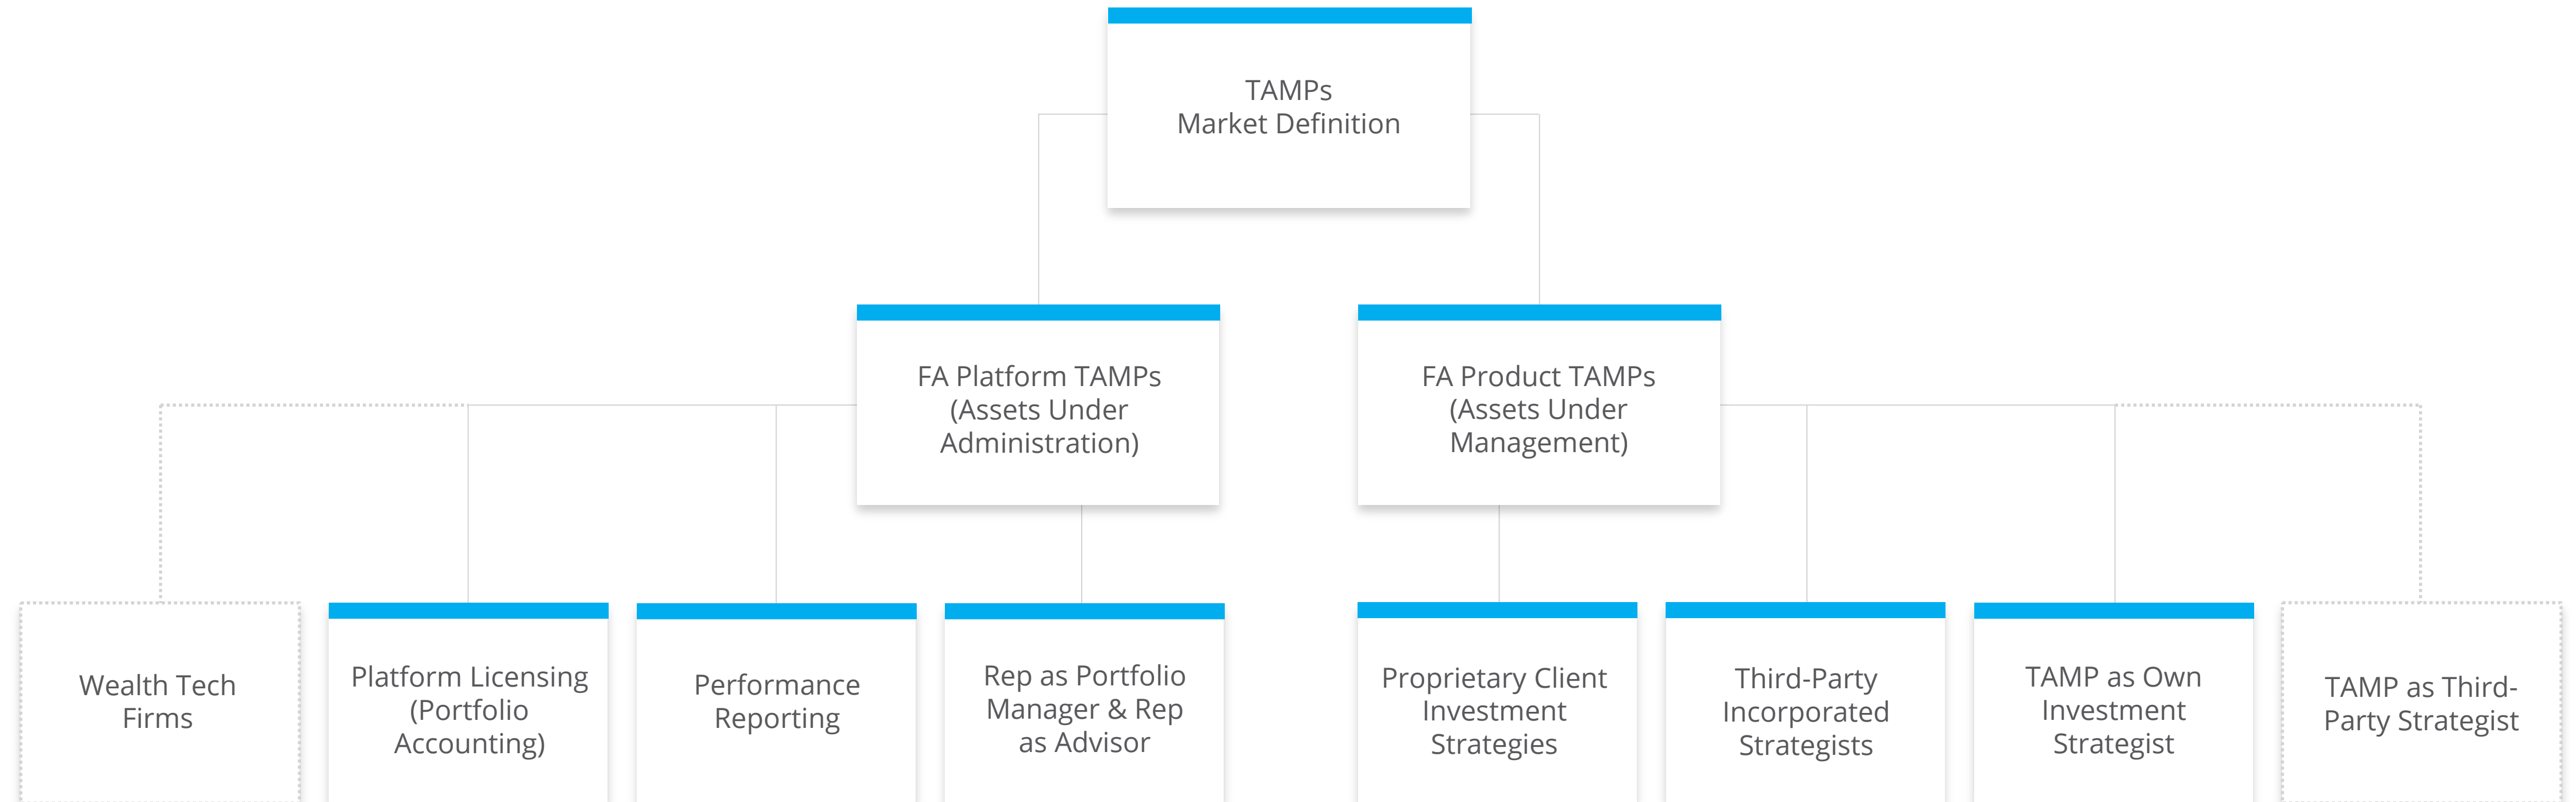 TAMPs
Market Definition
FA Platform TAMPs
(Assets Under
Administration)
FA Product TAMPs
(Assets Under
Management)
Wealth Tech
Firms
Platform Licensing
(Portfolio
Accounting)
Performance
Reporting
Rep as Portfolio
Manager & Rep
as Advisor
Proprietary Client
Investment
Strategies
Third-Party
Incorporated
Strategists
TAMP as Own
Investment
Strategist
TAMP as Third-
Party Strategist